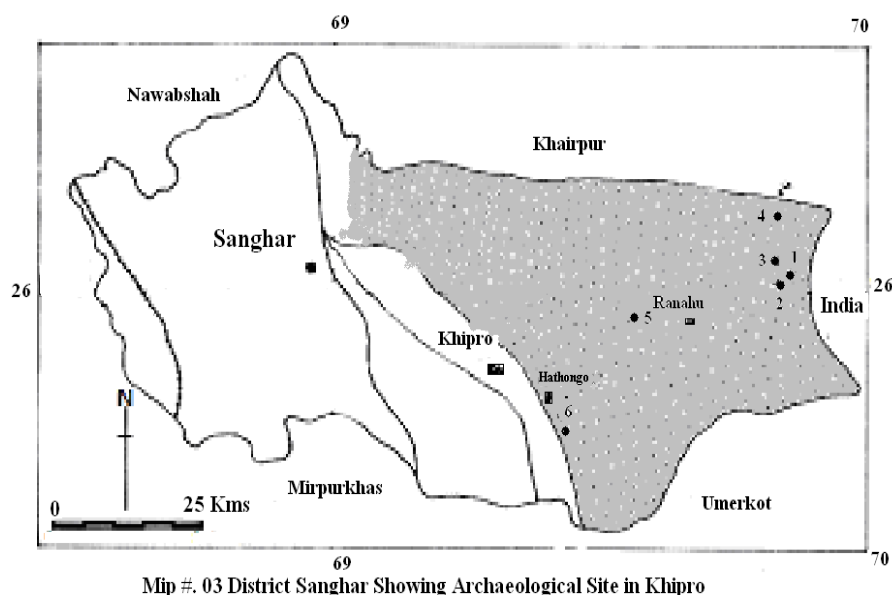 69
70
Nawabshah
Khairpur
4
Sanghar
3
1
26
26
2
Ranahu
India
5
Khipro
Hathongo
6
N
Mirpurkhas
Umerkot
0
25 Kms
69
70
Mip #. 03 District Sanghar Showing Archaeological Site in Khipro